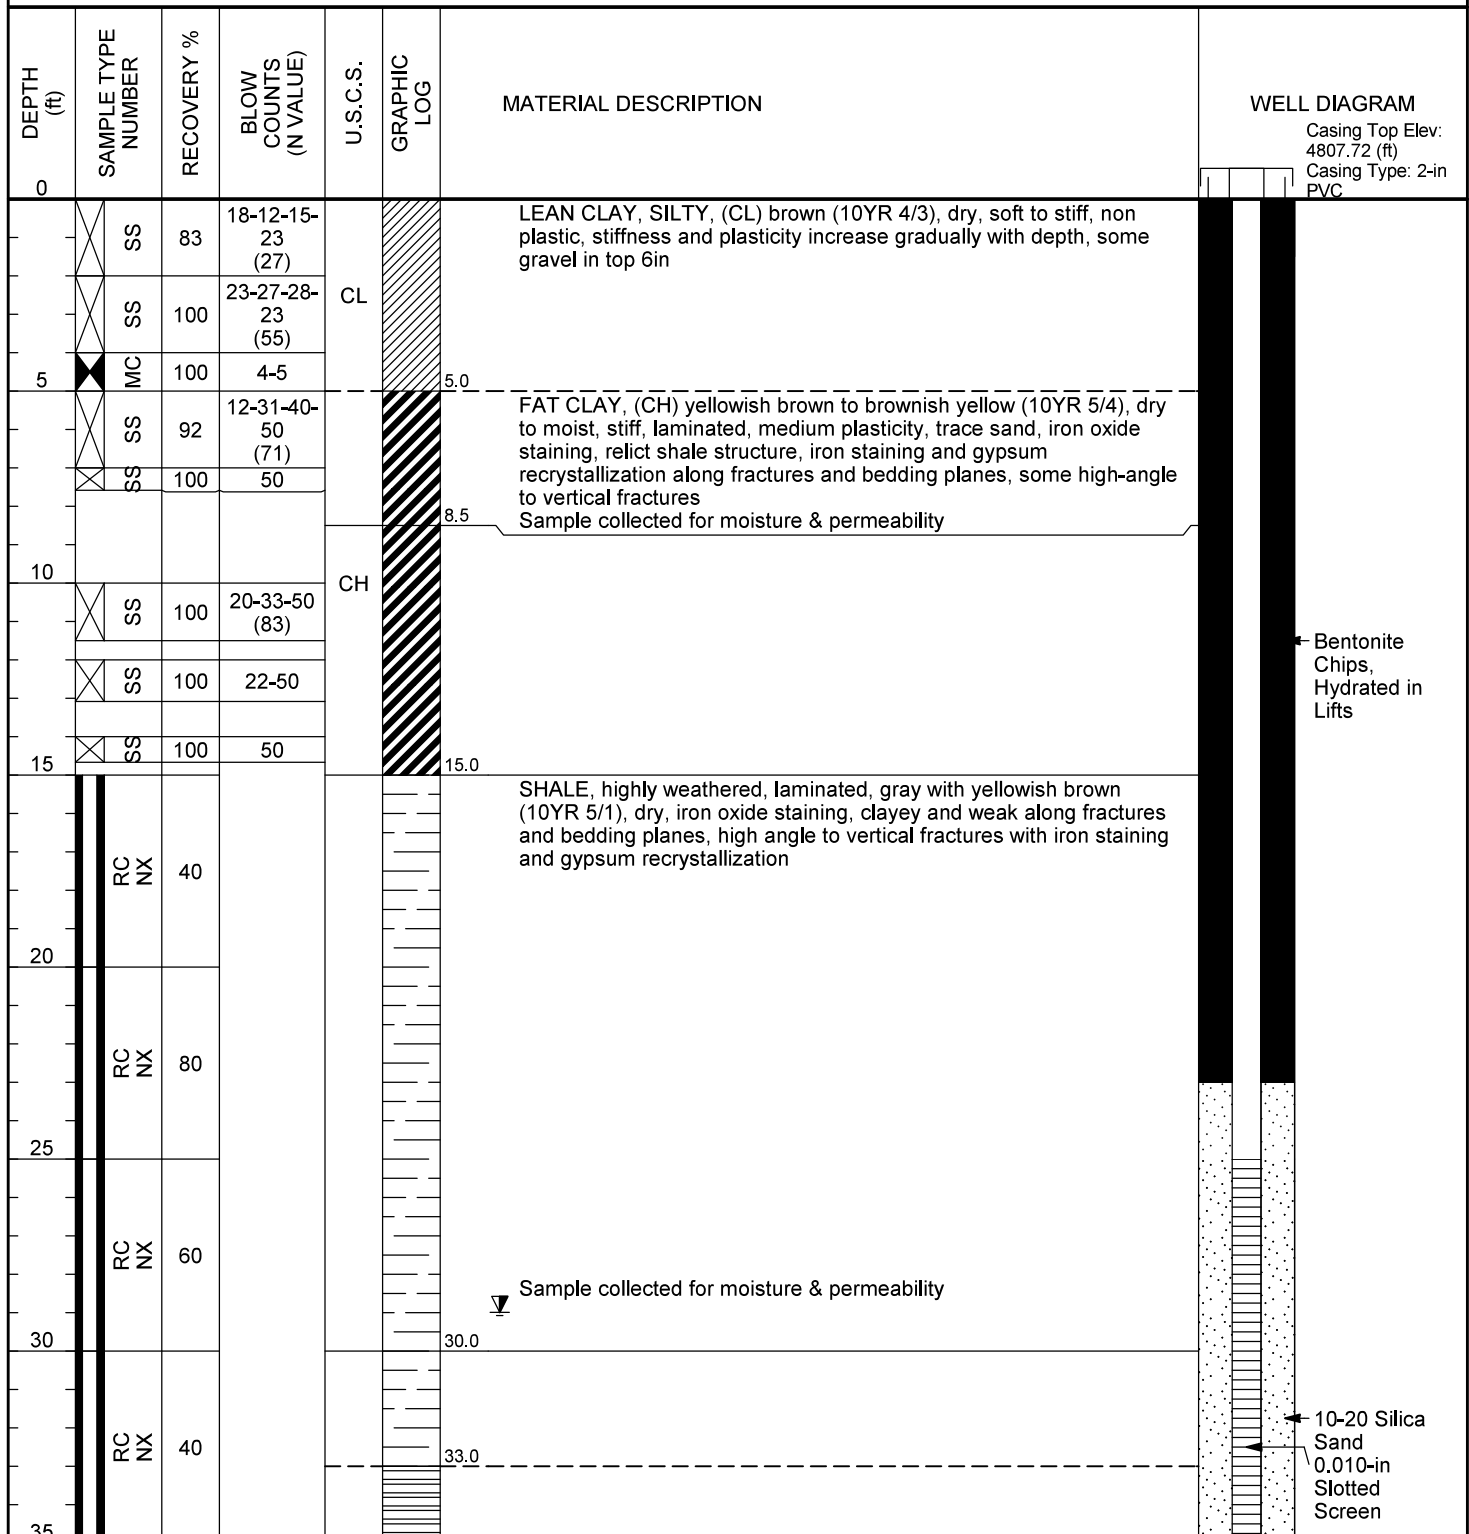 DEPTH
(ft)
SAMPLE TYPE
NUMBER
RECOVERY %
BLOW
COUNTS
(N VALUE)
U.S.C.S.
GRAPHIC
LOG
MATERIAL DESCRIPTION
WELL DIAGRAM
Casing Top Elev:
4807.72 (ft)
Casing Type: 2-in
PVC
0
SS
83
18-12-15-
23
(27)
LEAN CLAY, SILTY, (CL) brown (10YR 4/3), dry, soft to stiff, non
plastic, stiffness and plasticity increase gradually with depth, some
gravel in top 6in
SS
100
23-27-28-
23
(55)
CL
MC
100
4-5
5
5.0
SS
92
12-31-40-
50
(71)
FAT CLAY, (CH) yellowish brown to brownish yellow (10YR 5/4), dry
to moist, stiff, laminated, medium plasticity, trace sand, iron oxide
staining, relict shale structure, iron staining and gypsum
recrystallization along fractures and bedding planes, some high-angle
to vertical fractures
SS
100
50
8.5
Sample collected for moisture & permeability
10
CH
SS
100
20-33-50
(83)
Bentonite
Chips,
Hydrated in
Lifts
SS
100
22-50
SS
100
50
15
15.0
SHALE, highly weathered, laminated, gray with yellowish brown
(10YR 5/1), dry, iron oxide staining, clayey and weak along fractures
and bedding planes, high angle to vertical fractures with iron staining
and gypsum recrystallization
RC
NX
40
20
RC
NX
80
25
RC
NX
60
Sample collected for moisture & permeability
30
30.0
RC
NX
40
10-20 Silica
Sand
0.010-in
Slotted
Screen
33.0
35